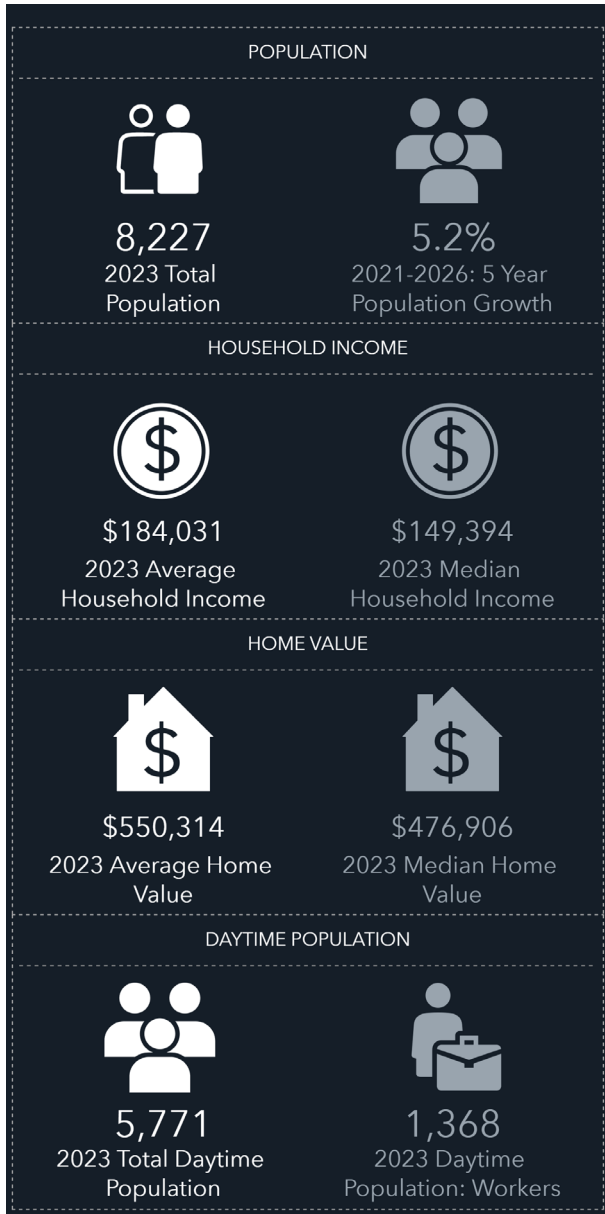 POPULATION
8,227
2023 Total
Population
5.2%
2021-2026: 5 Year
Population Growth
HOUSEHOLD INCOME
$
$184,031
2023 Average
Household Income
$
$149,394
2023 Median
Household Income
HOME VALUE
$
$550,314
2023 Average Home
Value
$
$476,906
2023 Median Home
Value
DAYTIME POPULATION
5,771
2023 Total Daytime
Population
1,368
2023 Daytime
Population: Workers